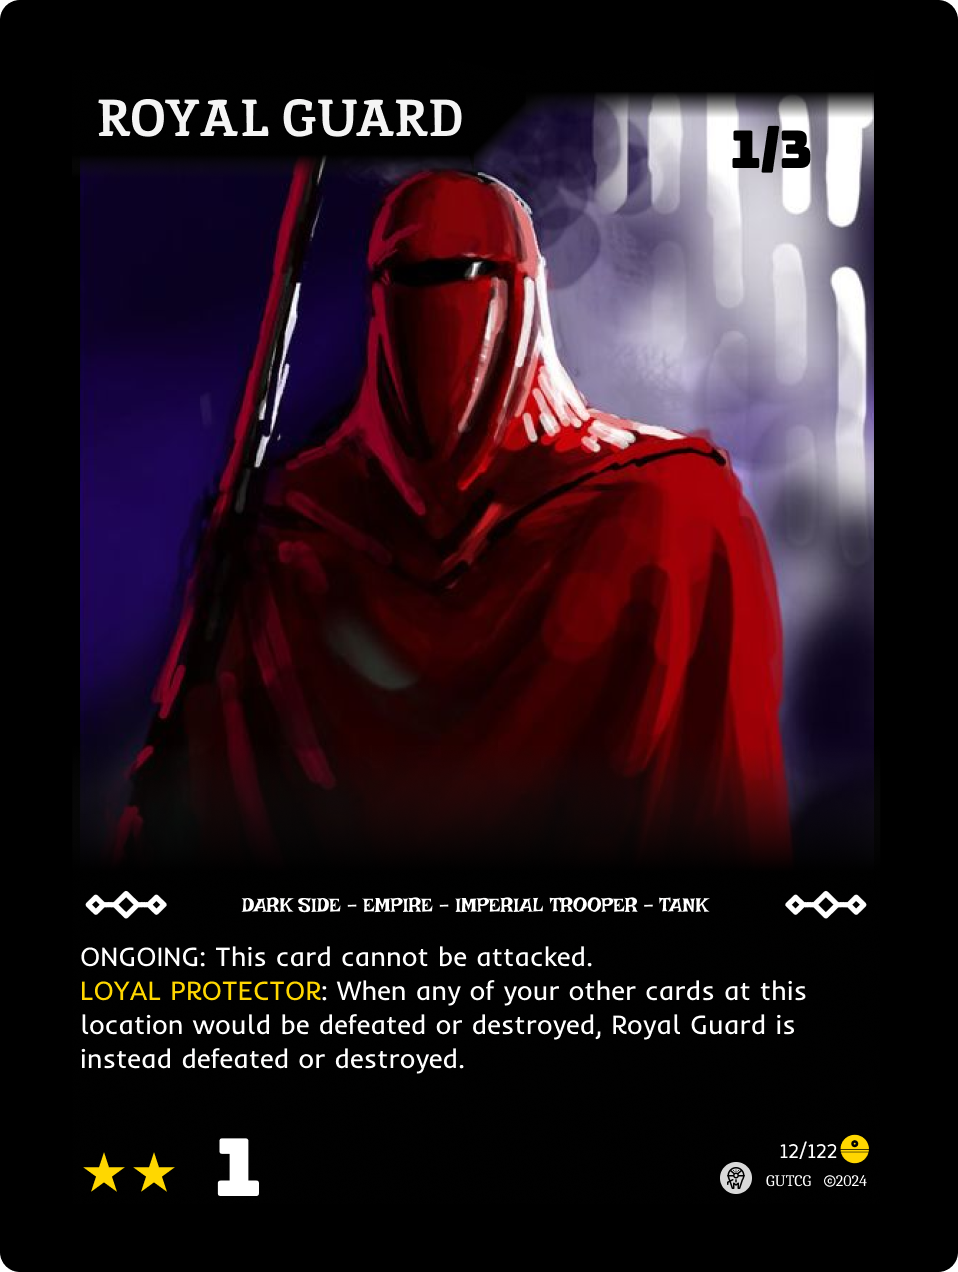 ROYAL GUARD
1/3
DARK SIDE – EMPIRE – IMPERIAL TROOPER – TANK
ONGOING: This card cannot be attacked.
LOYAL PROTECTOR: When any of your other cards at this
location would be defeated or destroyed, Royal Guard is
instead defeated or destroyed.
1
12/122
GUTCG ©2024